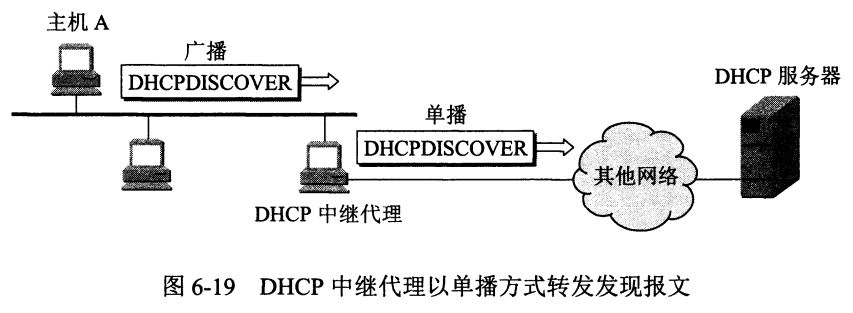 主机 A
广播
DHCPDISCOVER
DHCP 服务器
单播
DHCPDISCOVER
其他网络
DHCP 中继代理
图 6-19 DHCP 中继代理以单播方式转发发现报文